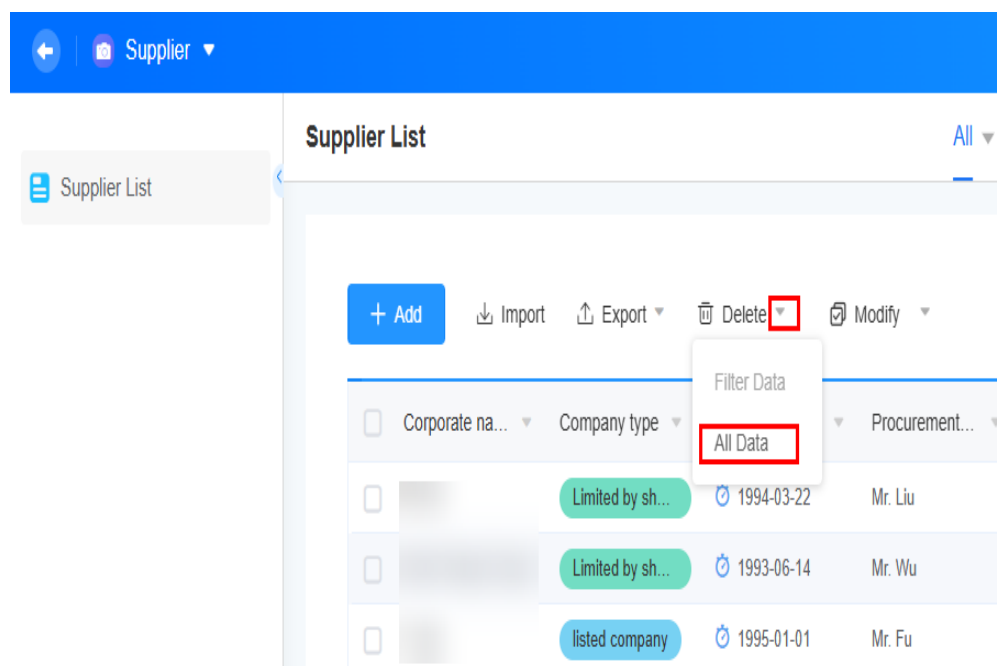 Supplier
Supplier List
Supplier List
All
Add
Import
Export
Delete
Modify
Filter Data
All Data
Corporate na...
Company type
Procurement...
Limited by sh...
1994-03-22
Mr. Liu
Limited by sh...
1993-06-14
Mr. Wu
listed company
1995-01-01
Mr. Fu